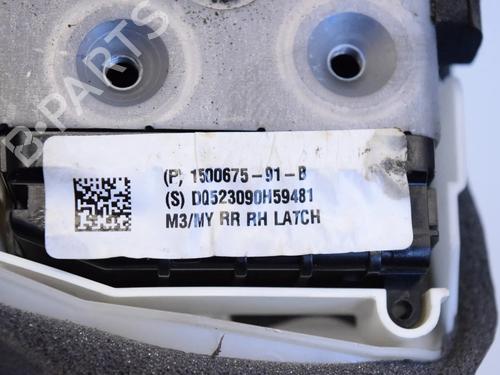 B-PARTS
(P) 1500675-91-B
(S) DQ523090H59481
M3/MY RR RH LATCH